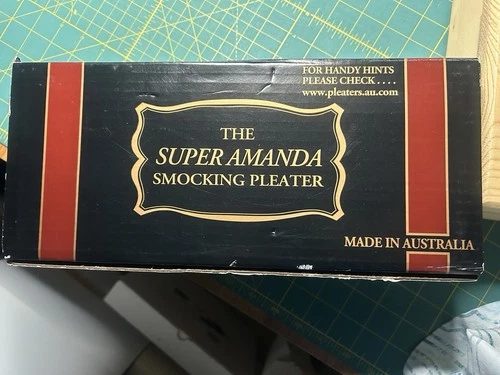 FOR HANDY HINTS
PLEASE CHECK ....
www.pleaters.au.com
THE
SUPER AMANDA
SMOCKING PLEATER
MADE IN AUSTRALIA